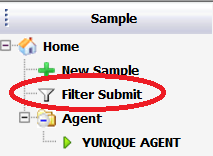 Sample
Home
New Sample
Filter Submit
Agent
YUNIQUE AGENT